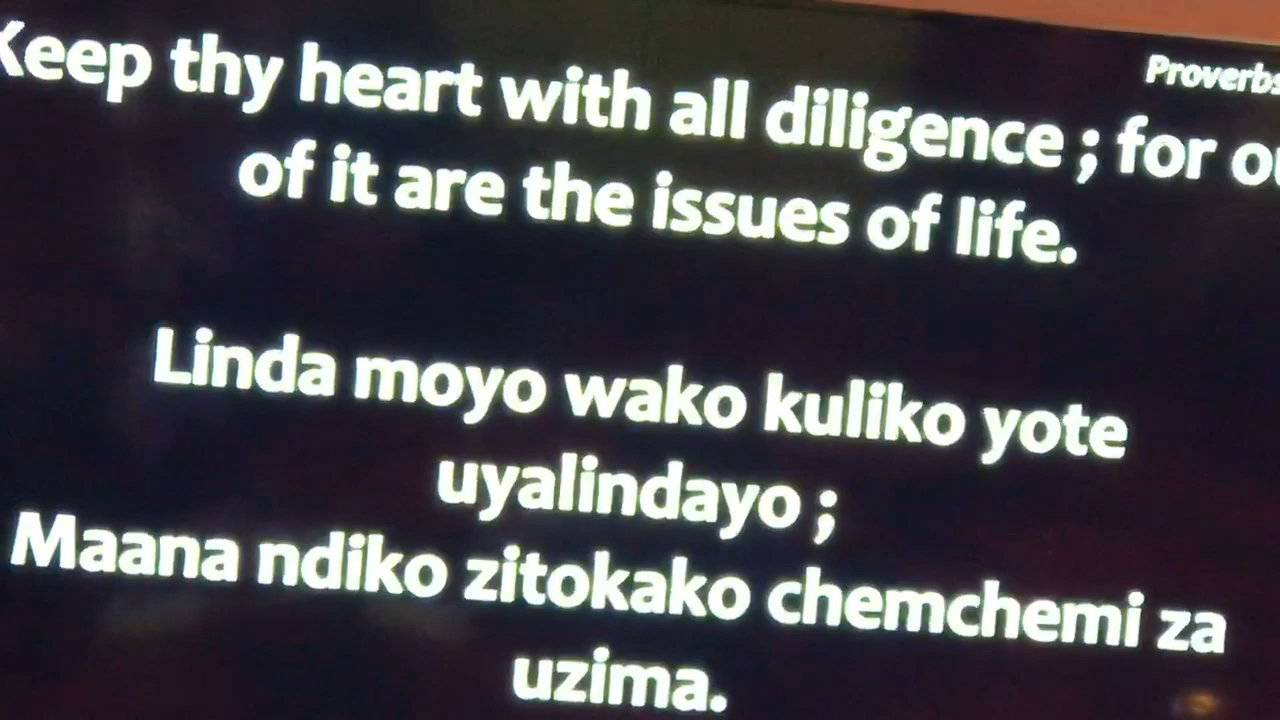 Proverbs
Keep thy heart with all diligence ; for
of it are the issues of life.
Linda moyo wako kuliko yote
uyalindayo ;
Maana ndiko zitokako chemchemi za
uzima.